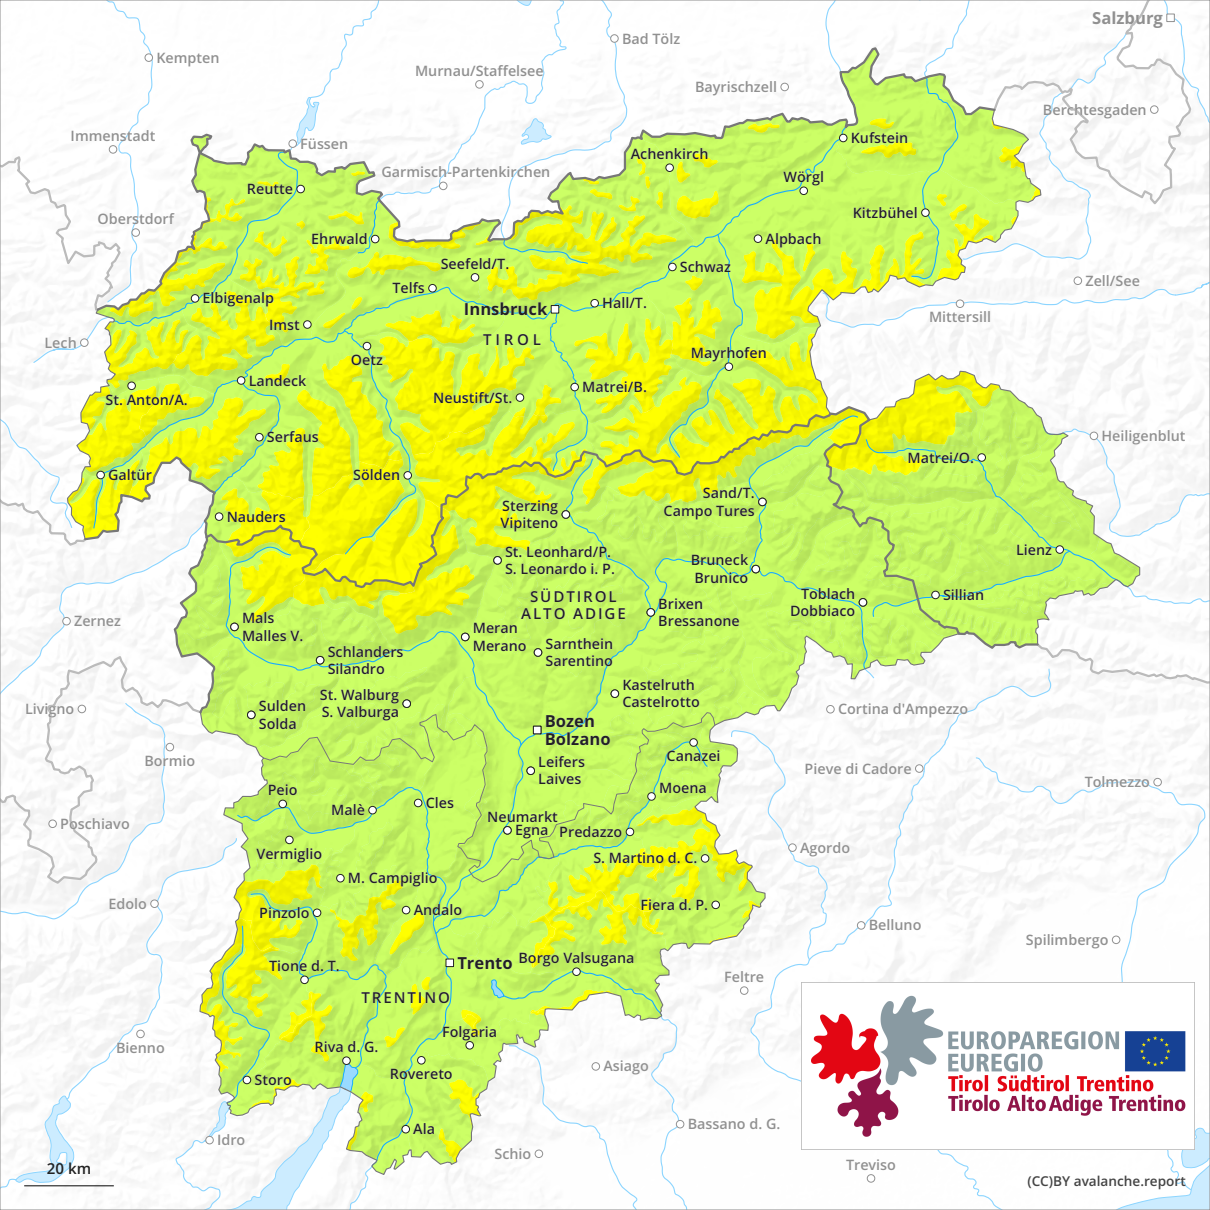 Salzburg
Bad Tölz
Kempten
Murnau/Staffelsee
Bayrischzell
Berchtesgaden
Immenstadt
Füssen
Kufstein
Achenkirch
Garmisch-Partenkirchen
Wörgl
Reutte
Kitzbühel
Oberstdorf
Ehrwald
Alpbach
Seefeld/T.
Schwaz
Zell/See
Telfs
Elbigenalp
Hall/T.
Innsbruck
Mittersill
Imst
TIROL
Lech
Oetz
Mayrhofen
Landeck
Matrei/B.
St. Anton/A.
Neustift/St.
Serfaus
Heiligenblut
Matrei/O.
Galtür
Sölden
Sand/T.
Campo Tures
Sterzing
Vipiteno
Nauders
St. Leonhard/P.
S. Leonardo i. P.
Lienz
Bruneck
Brunico
SÜDTIROL
ALTO ADIGE
Toblach
Dobbiaco
Sillian
Brixen
Bressanone
Zernez
Mals
Malles V.
Meran
Merano
Sarnthein
Sarentino
Schlanders
Silandro
Kastelruth
Castelrotto
St. Walburg
S. Valburga
Livigno
Sulden
Solda
Cortina d'Ampezzo
Bozen
Bolzano
Bormio
Canazei
Leifers
Laives
Pieve di Cadore
Tolmezzo
Peio
Moena
Malè
Cles
Neumarkt
Egna
Predazzo
Poschiavo
Vermiglio
S. Martino d. C.
Agordo
M. Campiglio
Edolo
Pinzolo
Andalo
Fiera d. P.
Belluno
Spilimbergo
Trento
Borgo Valsugana
Tione d. T.
Feltre
TRENTINO
Folgaria
Bienno
Riva d. G.
Rovereto
Asiago
Storo
EUROPAREGION
EUREGIO
Tirol Südtirol Trentino
Tirolo Alto Adige Trentino
Ala
Bassano d. G.
Idro
Schio
Treviso
20 km
(CC)BY avalanche.report